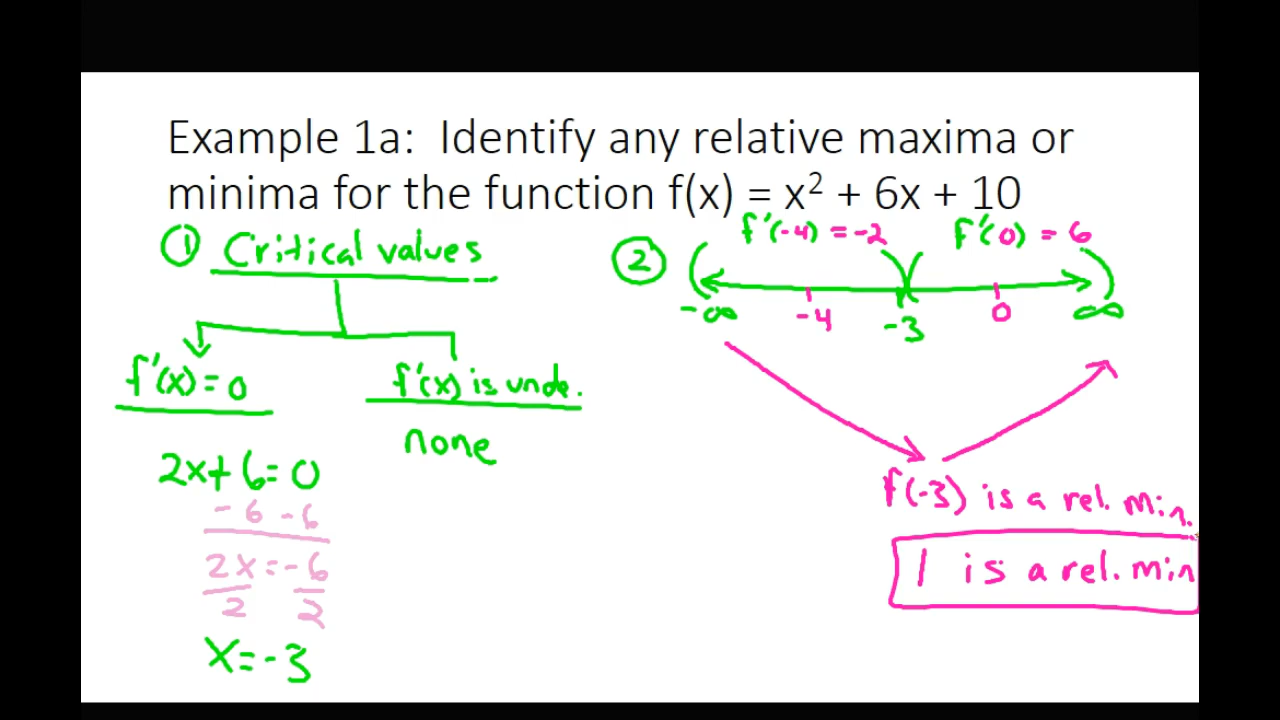 Example 1a: Identify any relative maxima or
minima for the function f(x) = x² + 6x + 10
① Critical values
f'(x) = 0
f'(x) is unde.
none
2x + 6 = 0
- 6 - 6
2x = -6
2 2
x = -3
②
f'(-4) = -2
f'(0) = 6
-∞ -4 -3 0 ∞
f(-3) is a rel. min.
1 is a rel. min